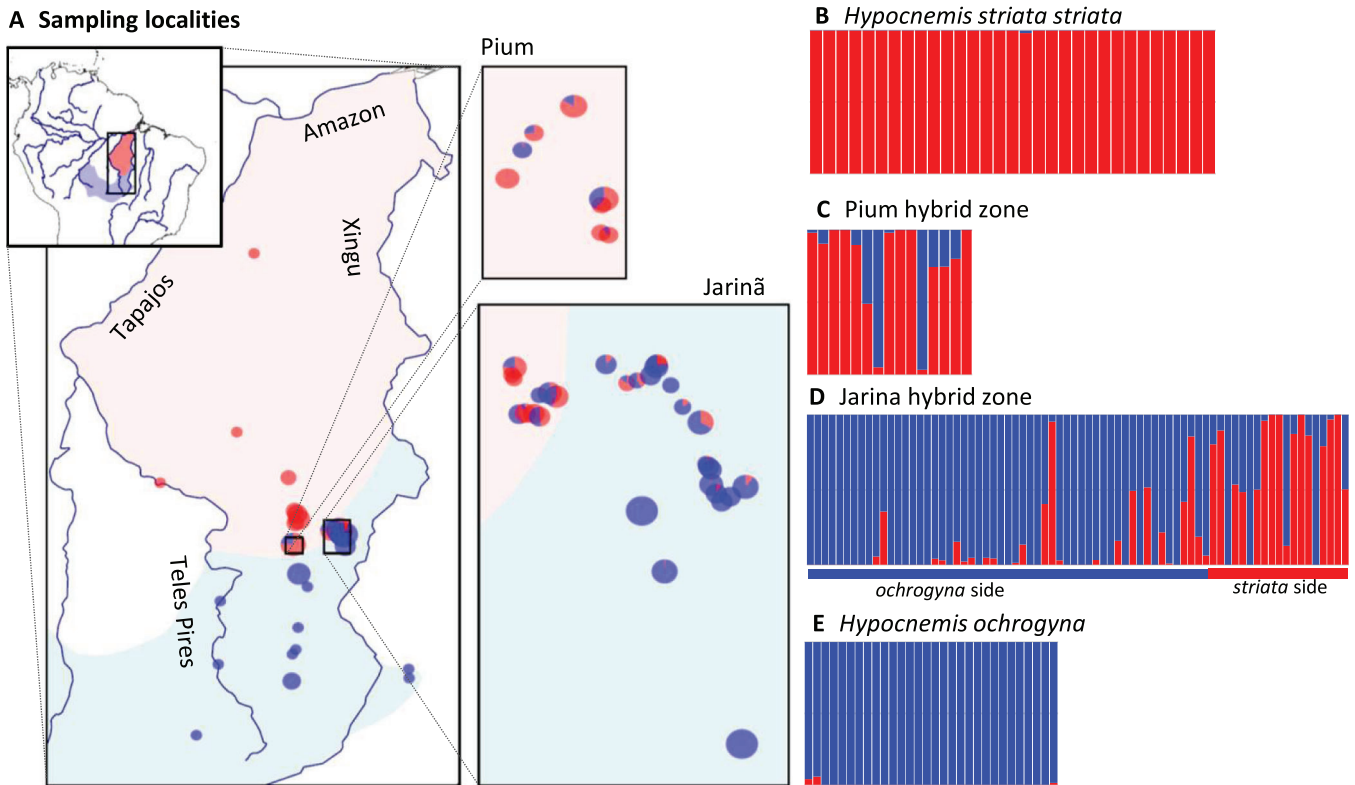 A Sampling localities
Amazon
Xingu
Tapajos
Teles Pires
Pium
Jarinã
B Hypocnemis striata striata
C Pium hybrid zone
D Jarina hybrid zone
ochrogyna side
striata side
E Hypocnemis ochrogyna